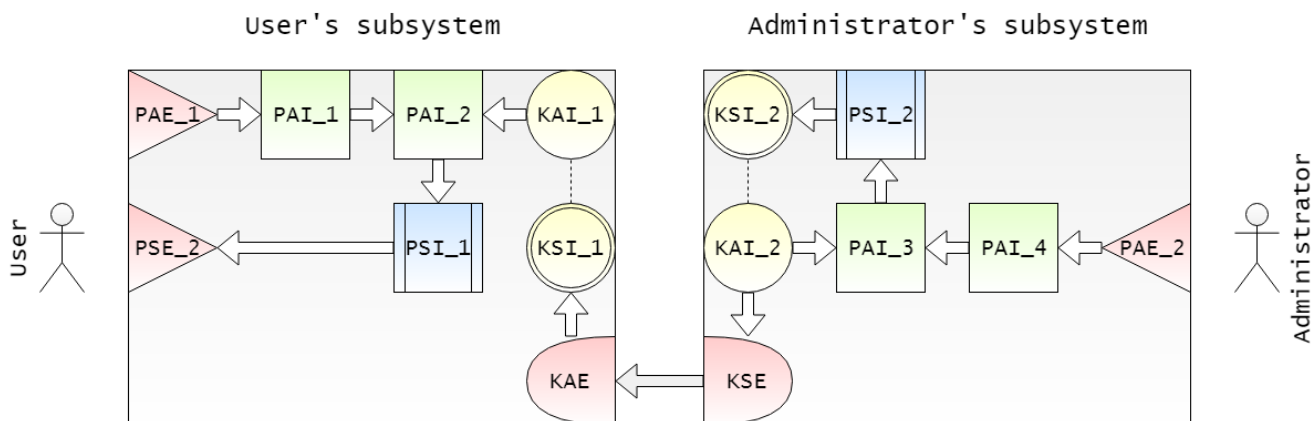 User's subsystem
Administrator's subsystem
PAE_1
PAI_1
PAI_2
KAI_1
KSI_2
PSI_2
User
PSE_2
PSI_1
KSI_1
KAI_2
PAI_3
PAI_4
PAE_2
Administrator
KAE
KSE